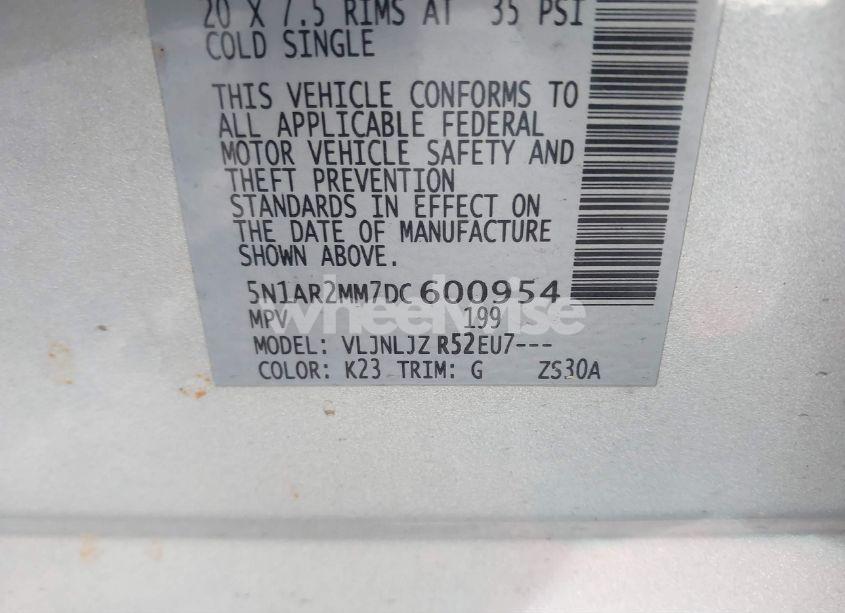 20 X 7.5 RIMS AT 35 PSI
COLD SINGLE
THIS VEHICLE CONFORMS TO
ALL APPLICABLE FEDERAL
MOTOR VEHICLE SAFETY AND
THEFT PREVENTION
STANDARDS IN EFFECT ON
THE DATE OF MANUFACTURE
SHOWN ABOVE.
5N1AR2MM7DC600954
MPV 199
wheelwise
MODEL: VLJNLJZ R52EU7---
COLOR: K23 TRIM: G ZS30A